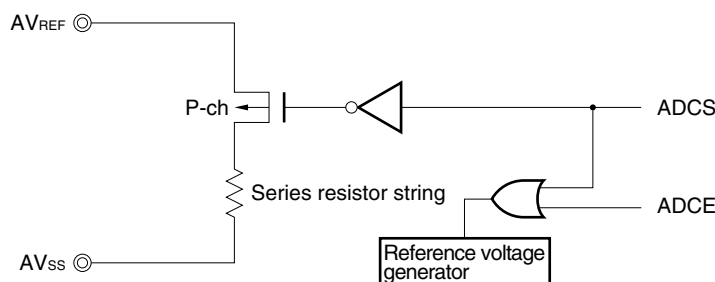 AVREF
P-ch
ADCS
Series resistor string
ADCE
Reference voltage
generator
AVSS